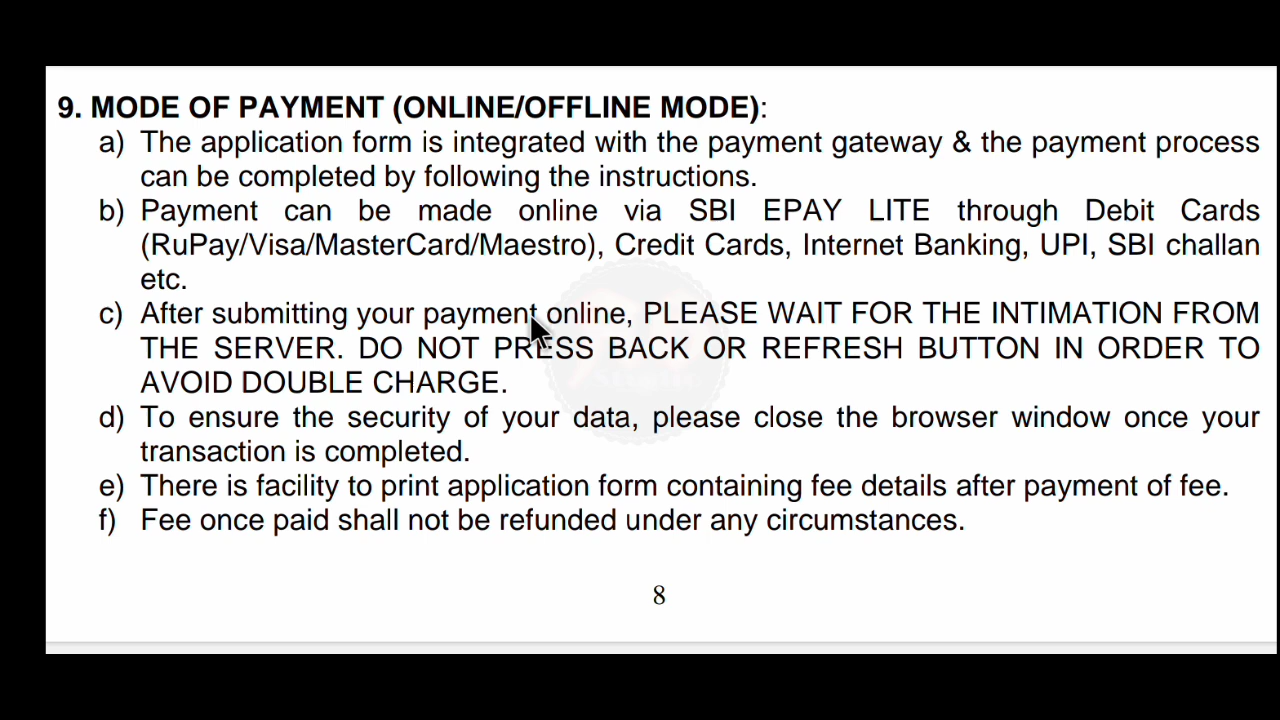 9. MODE OF PAYMENT (ONLINE/OFFLINE MODE):
a) The application form is integrated with the payment gateway & the payment process
can be completed by following the instructions.
b) Payment can be made online via SBI EPAY LITE through Debit Cards
(RuPay/Visa/MasterCard/Maestro), Credit Cards, Internet Banking, UPI, SBI challan
etc.
c) After submitting your payment online, PLEASE WAIT FOR THE INTIMATION FROM
THE SERVER. DO NOT PRESS BACK OR REFRESH BUTTON IN ORDER TO
AVOID DOUBLE CHARGE.
d) To ensure the security of your data, please close the browser window once your
transaction is completed.
e) There is facility to print application form containing fee details after payment of fee.
f) Fee once paid shall not be refunded under any circumstances.
8